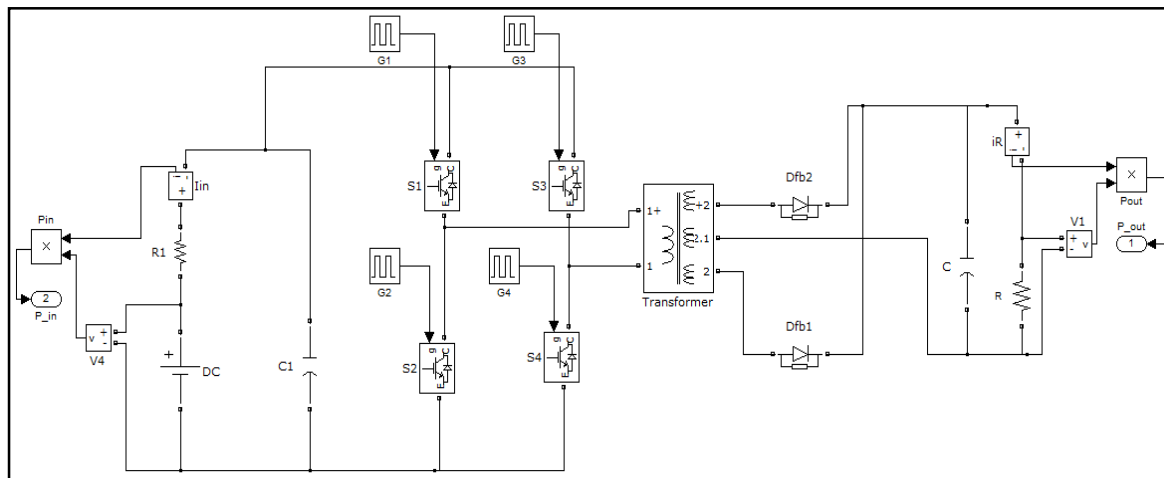 G1
G3
g
C
S1
E
g
C
S3
E
iR
+
i
-
Pout
i
-
+
Iin
Pin
×
R1
2
P_in
v
+
-
V4
+
DC
C1
G2
G4
g
C
S2
E
g
C
S4
E
1+
1
+2
2.1
2
Transformer
Dfb2
Dfb1
C
R
×
V1
+
-
v
P_out
1